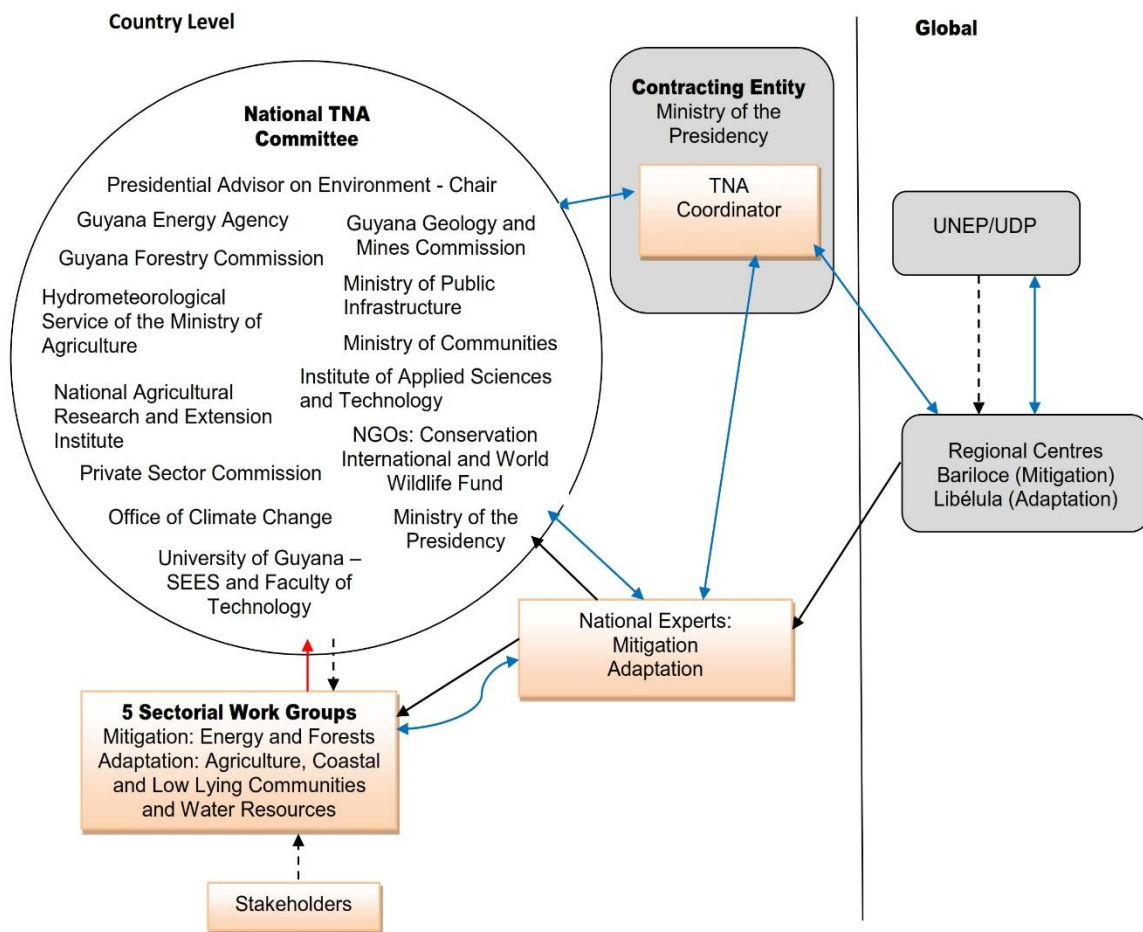 Country Level
Global
National TNA
Committee
Presidential Advisor on Environment - Chair
Guyana Energy Agency
Guyana Forestry Commission
Hydrometeorological
Service of the Ministry of
Agriculture
National Agricultural
Research and Extension
Institute
Private Sector Commission
Office of Climate Change
University of Guyana –
SEES and Faculty of
Technology
Guyana Geology and
Mines Commission
Ministry of Public
Infrastructure
Ministry of Communities
Institute of Applied Sciences
and Technology
NGOs: Conservation
International and World
Wildlife Fund
Ministry of the
Presidency
Contracting Entity
Ministry of the
Presidency
TNA
Coordinator
UNEP/UDP
Regional Centres
Bariloce (Mitigation)
Libélula (Adaptation)
National Experts:
Mitigation
Adaptation
5 Sectorial Work Groups
Mitigation: Energy and Forests
Adaptation: Agriculture, Coastal
and Low Lying Communities
and Water Resources
Stakeholders